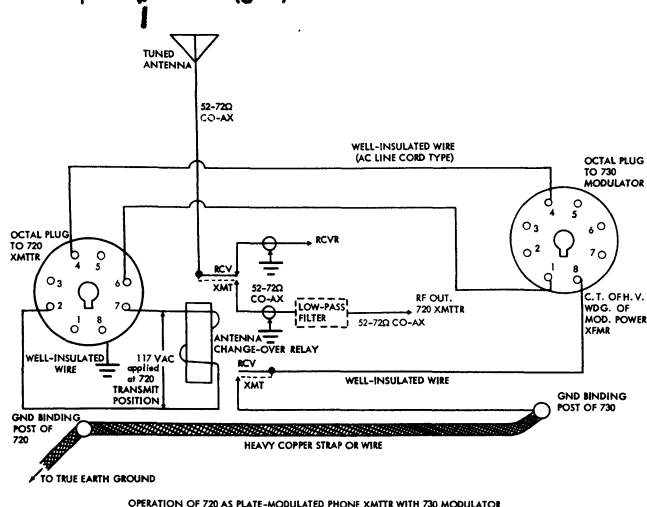 TUNED
ANTENNA
52-72Ω
CO-AX
WELL-INSULATED WIRE
(AC LINE CORD TYPE)
OCTAL PLUG
TO 730
MODULATOR
4
5
3
6
2
7
1
8
OCTAL PLUG
TO 720
XMTTR
4
5
3
6
2
7
1
8
RCV
XMT
RCVR
52-72Ω
CO-AX
LOW-PASS
FILTER
RF OUT.
720 XMTTR
52-72Ω CO-AX
C.T. OF H.V.
WDG. OF
MOD. POWER
XFMR
ANTENNA
CHANGE-OVER RELAY
WELL-INSULATED
WIRE
117 VAC
applied
at 720
TRANSMIT
POSITION
RCV
XMT
WELL-INSULATED WIRE
GND BINDING
POST OF
720
GND BINDING
POST OF 730
HEAVY COPPER STRAP OR WIRE
TO TRUE EARTH GROUND
OPERATION OF 720 AS PLATE-MODULATED PHONE XMTTR WITH 730 MODULATOR